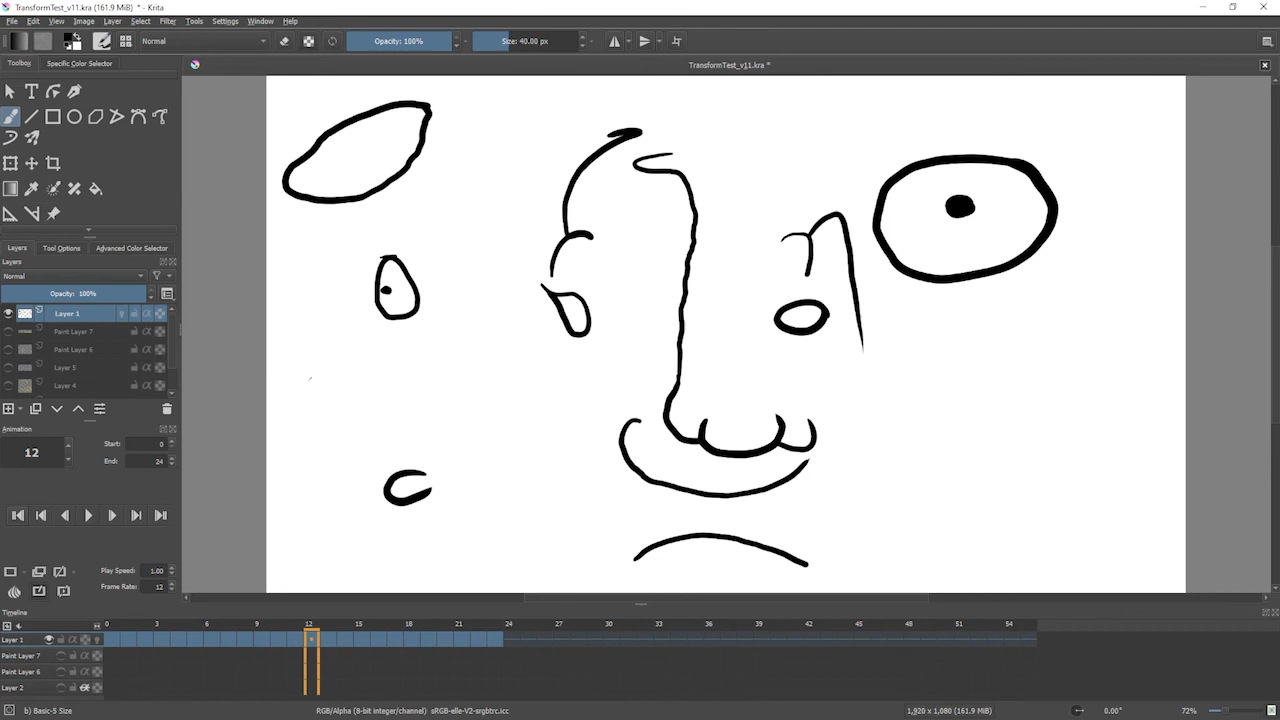 TransformTest_v11.kra (161.9 MiB) * - Krita
File Edit View Image Layer Select Filter Tools Settings Window Help
Normal Opacity: 100% Size: 40.00 px
Toolbox Specific Color Selector TransformTest_v11.kra *
Layers Tool Options Advanced Color Selector
Layers
Normal
Opacity: 100%
Layer 1
Paint Layer 7
Paint Layer 6
Layer 5
Layer 4
Animation
12 Start: 0
End: 24
Play Speed: 1.00
Frame Rate: 12
Timeline
0 3 6 9 12 15 18 21 24 27 30 33 36 39 42 45 48 51 54
Layer 1
Paint Layer 7
Paint Layer 6
Layer 2
b) Basic-5 Size RGB/Alpha (8-bit integer/channel) sRGB-elle-V2-srgbtrc.icc 1,920 x 1,080 (161.9 MiB) 0.00° 72%